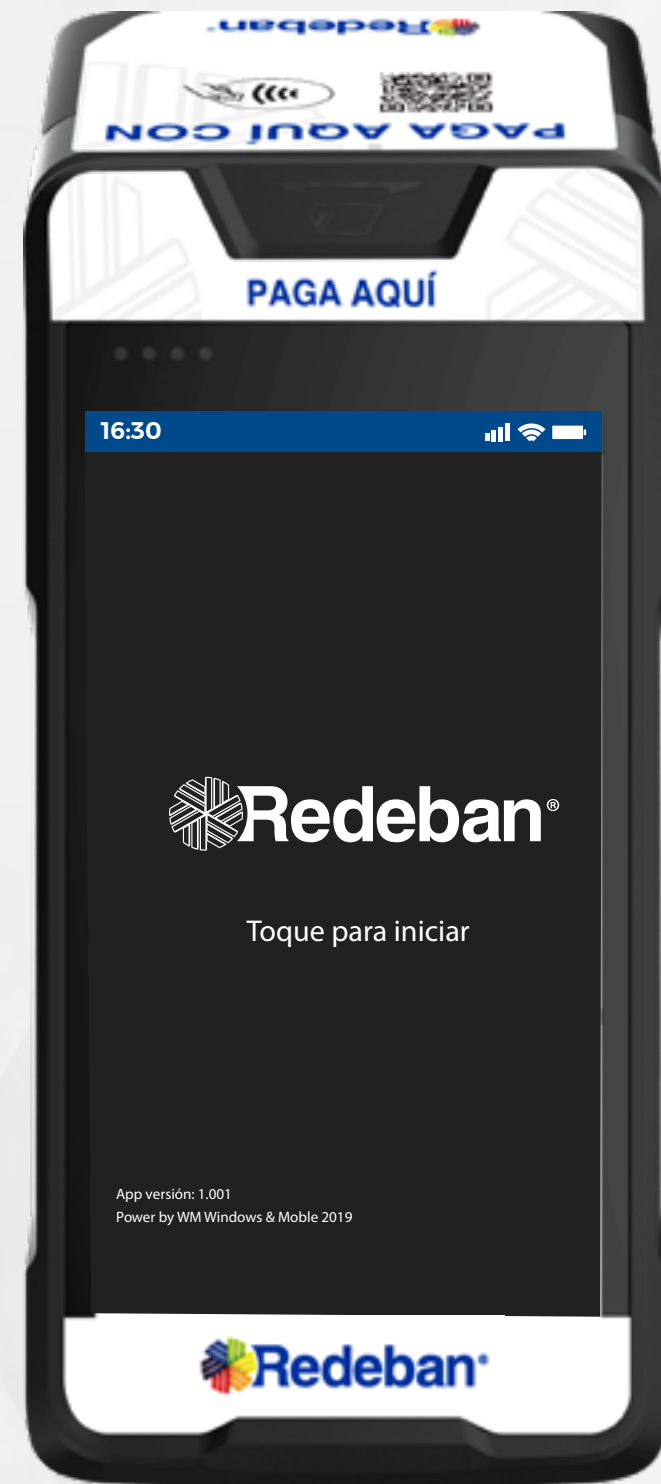 Redeban
PAGA AQUÍ CON
PAGA AQUÍ
16:30
Redeban®
Toque para iniciar
App versión: 1.001
Power by WM Windows & Moble 2019
Redeban